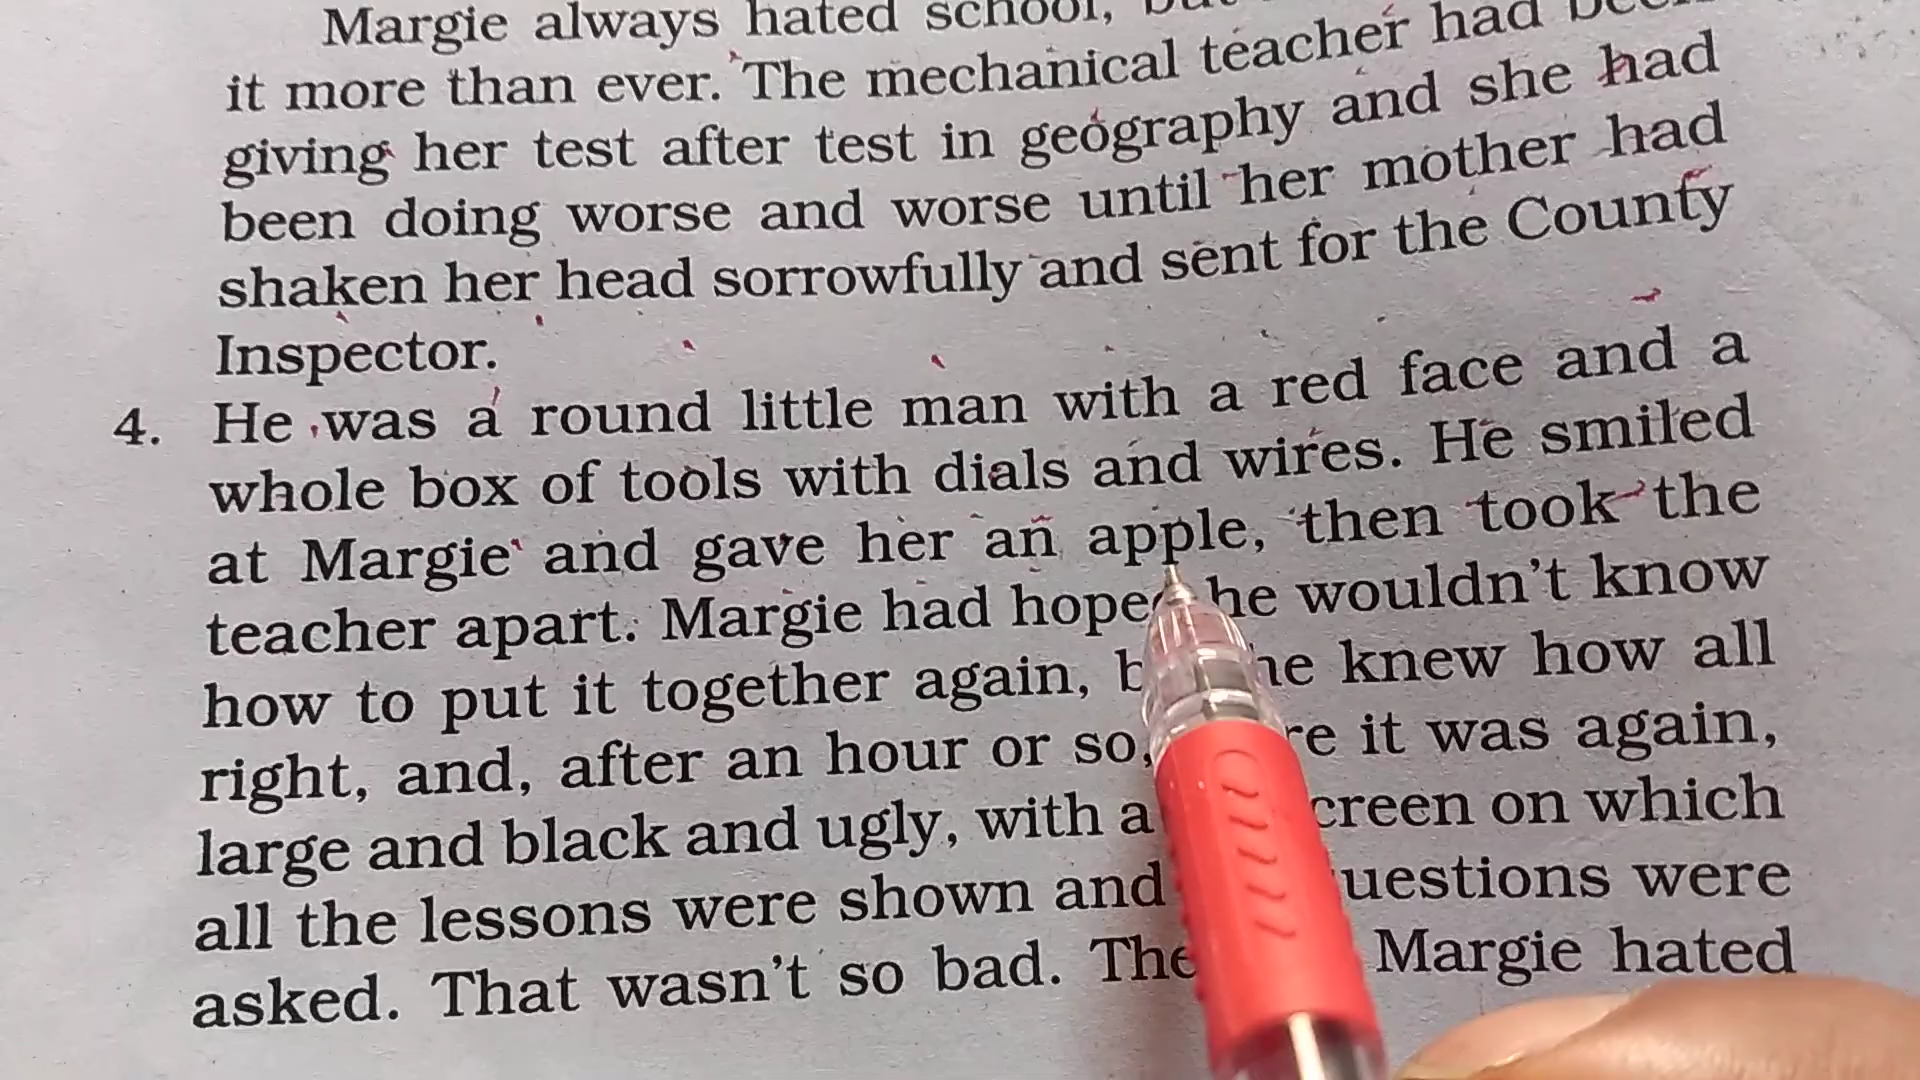 Margie always hated school,
it more than ever. The mechanical teacher had
giving her test after test in geography and she had
been doing worse and worse until her mother had
shaken her head sorrowfully and sent for the County
Inspector.
4. He was a round little man with a red face and a
whole box of tools with dials and wires. He smiled
at Margie and gave her an apple, then took the
teacher apart. Margie had hoped he wouldn't know
how to put it together again, he knew how all
right, and, after an hour or so, it was again,
large and black and ugly, with a on which
all the lessons were shown and were
asked. That wasn't so bad. Margie hated